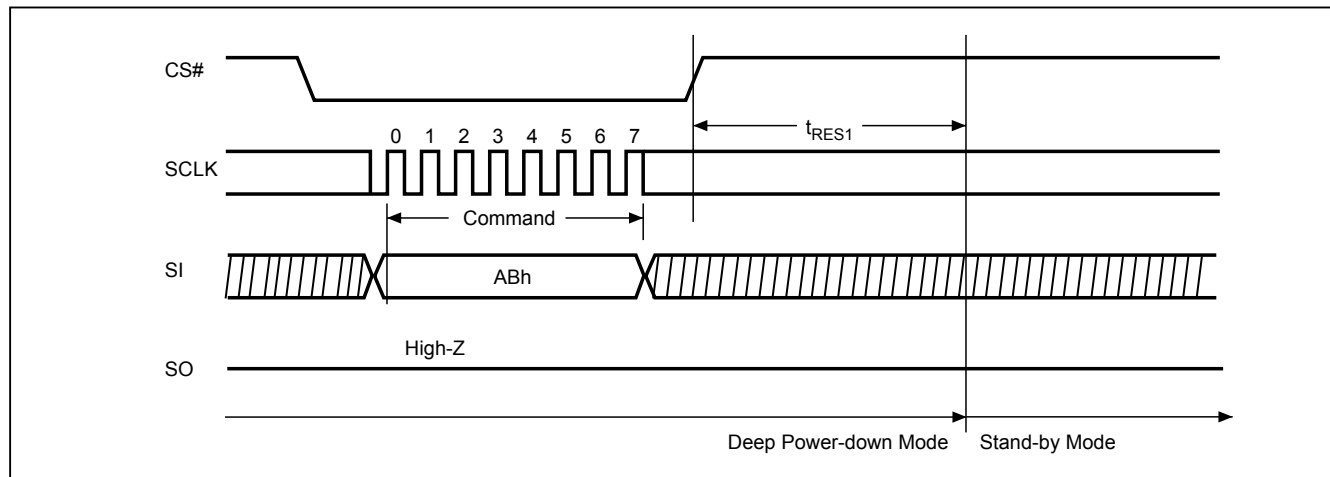 CS#
t_RES1
0 1 2 3 4 5 6 7
SCLK
Command
SI
ABh
High-Z
SO
Deep Power-down Mode Stand-by Mode